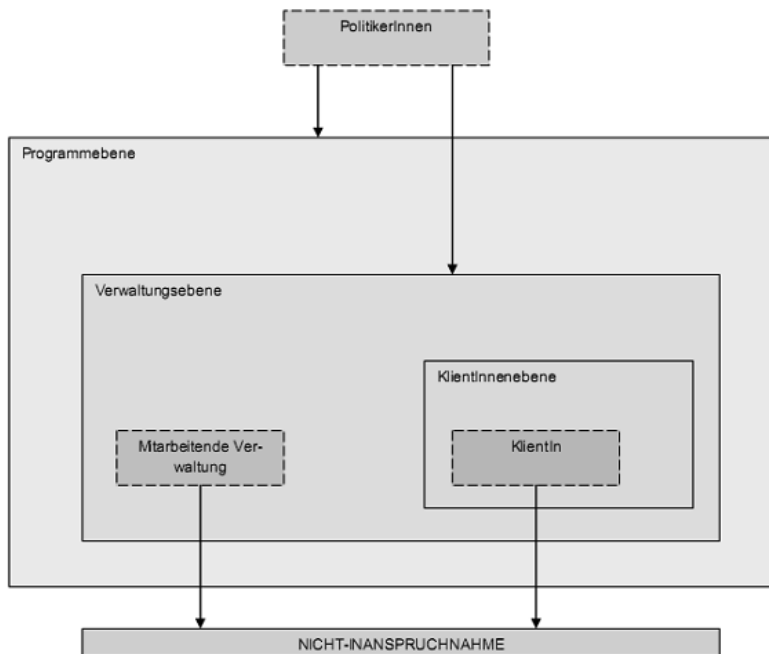 PolitikerInnen
Programmebene
Verwaltungsebene
KlientInnenebene
Mitarbeitende Ver-
waltung
KlientIn
NICHT-INANSPRUCHNAHME